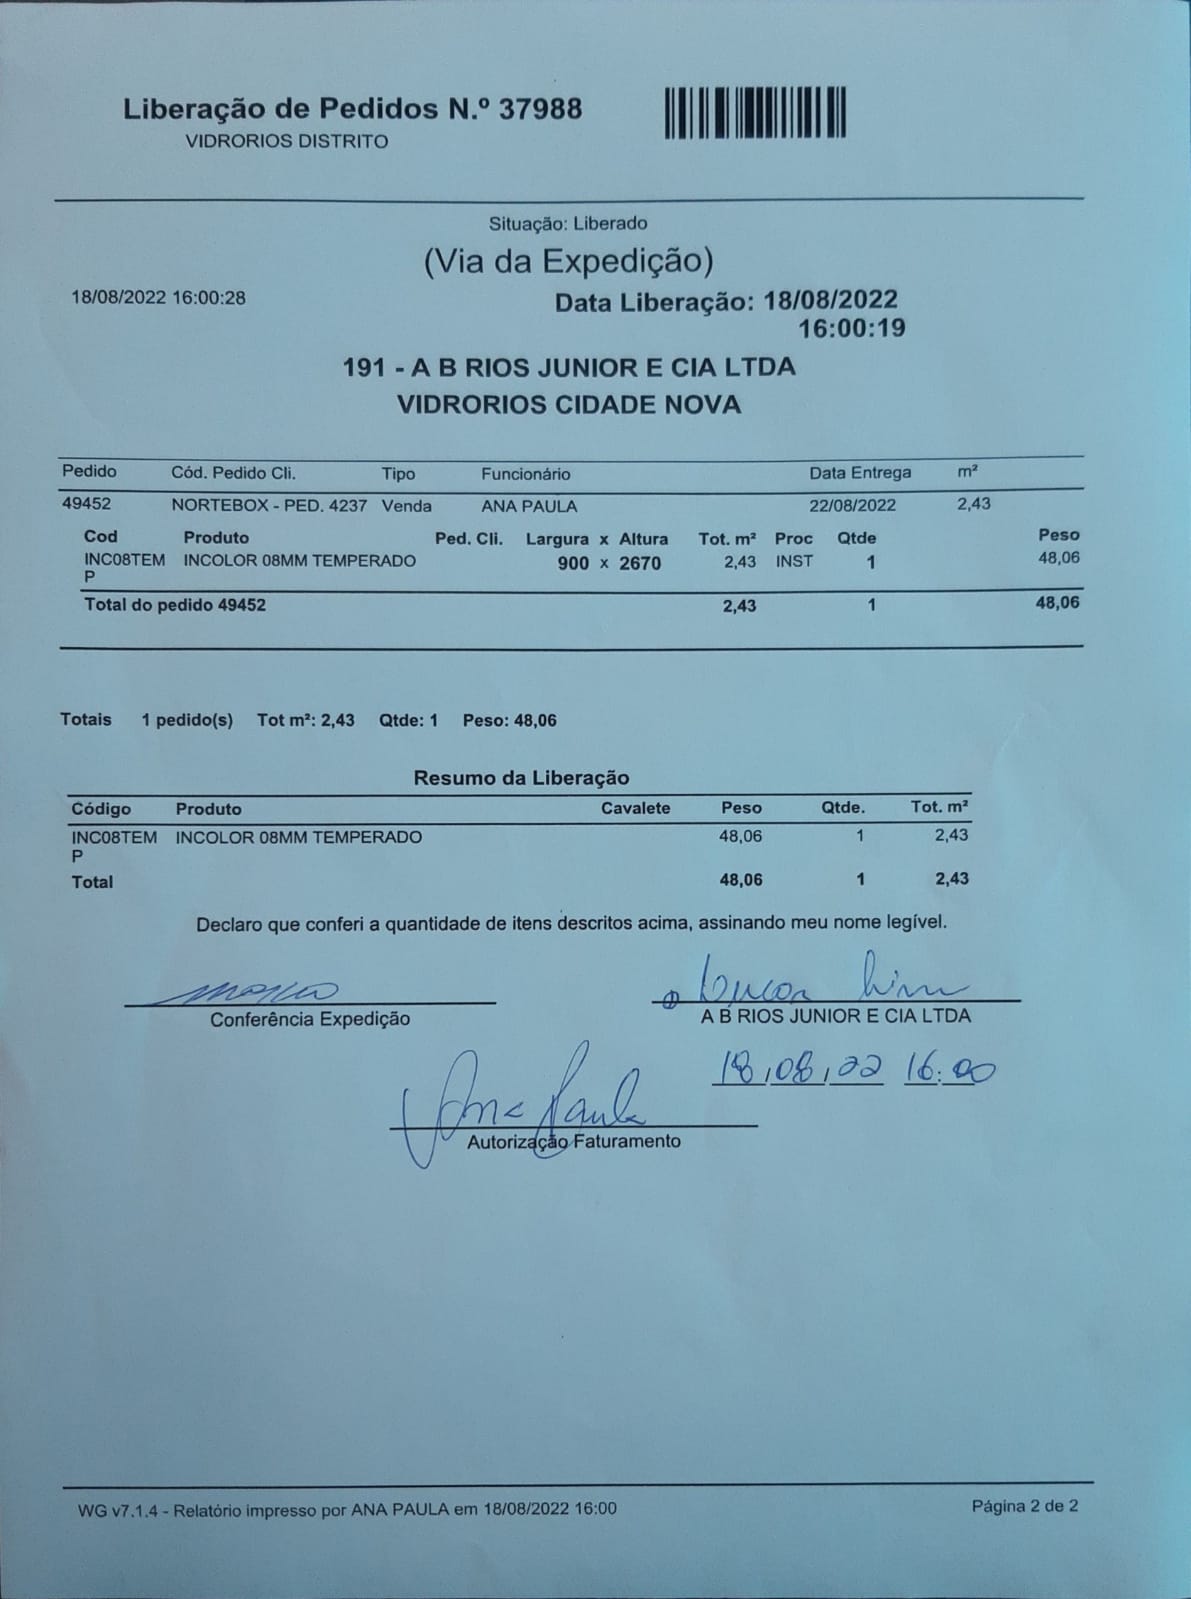 Liberação de Pedidos N.º 37988
VIDRORIOS DISTRITO
Situação: Liberado
(Via da Expedição)
18/08/2022 16:00:28
Data Liberação: 18/08/2022
16:00:19
191 - A B RIOS JUNIOR E CIA LTDA
VIDRORIOS CIDADE NOVA
Pedido Cód. Pedido Cli. Tipo Funcionário Data Entrega m²
49452 NORTEBOX - PED. 4237 Venda ANA PAULA 22/08/2022 2,43
Cod Produto Ped. Cli. Largura x Altura Tot. m² Proc Qtde Peso
INC08TEM INCOLOR 08MM TEMPERADO 900 x 2670 2,43 INST 1 48,06
P
Total do pedido 49452 2,43 1 48,06
Totais 1 pedido(s) Tot m²: 2,43 Qtde: 1 Peso: 48,06
Resumo da Liberação
Código Produto Cavalete Peso Qtde. Tot. m²
INC08TEM INCOLOR 08MM TEMPERADO 48,06 1 2,43
P
Total 48,06 1 2,43
Declaro que conferi a quantidade de itens descritos acima, assinando meu nome legível.
Conferência Expedição
A B RIOS JUNIOR E CIA LTDA
18,08,22 16:00
Ana Paula
Autorização Faturamento
WG v7.1.4 - Relatório impresso por ANA PAULA em 18/08/2022 16:00
Página 2 de 2